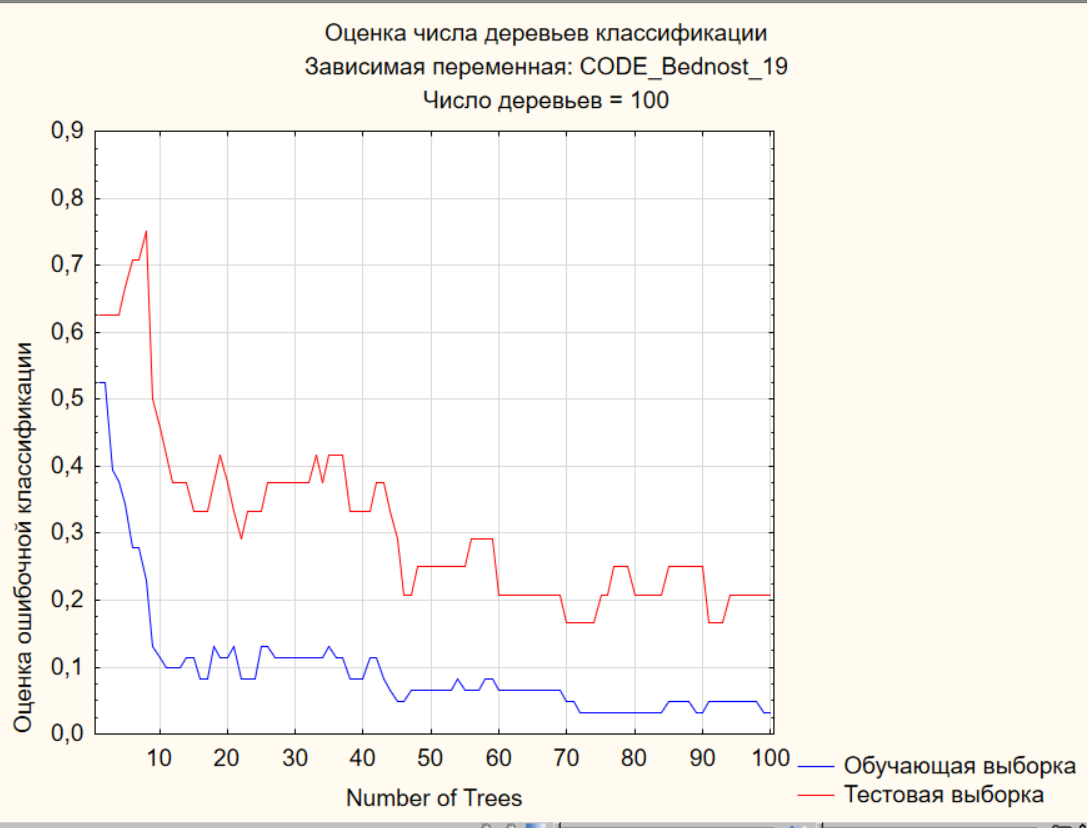 Оценка числа деревьев классификации
Зависимая переменная: CODE_Bednost_19
Число деревьев = 100
Оценка ошибочной классификации
0,9
0,8
0,7
0,6
0,5
0,4
0,3
0,2
0,1
0,0
10 20 30 40 50 60 70 80 90 100
Number of Trees
Обучающая выборка
Тестовая выборка